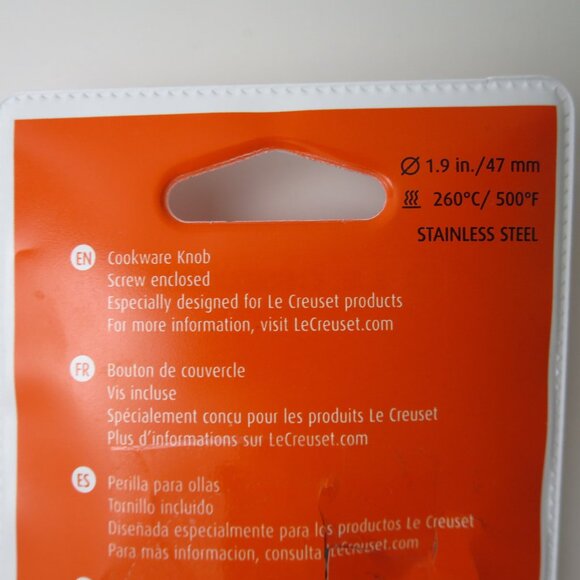 Ø 1.9 in./47 mm
260°C/ 500°F
STAINLESS STEEL
EN Cookware Knob
Screw enclosed
Especially designed for Le Creuset products
For more information, visit LeCreuset.com
FR Bouton de couvercle
Vis incluse
Spécialement conçu pour les produits Le Creuset
Plus d'informations sur LeCreuset.com
ES Perilla para ollas
Tornillo incluido
Diseñada especialmente para los productos Le Creuset
Para más informacion, consulta LeCreuset.com